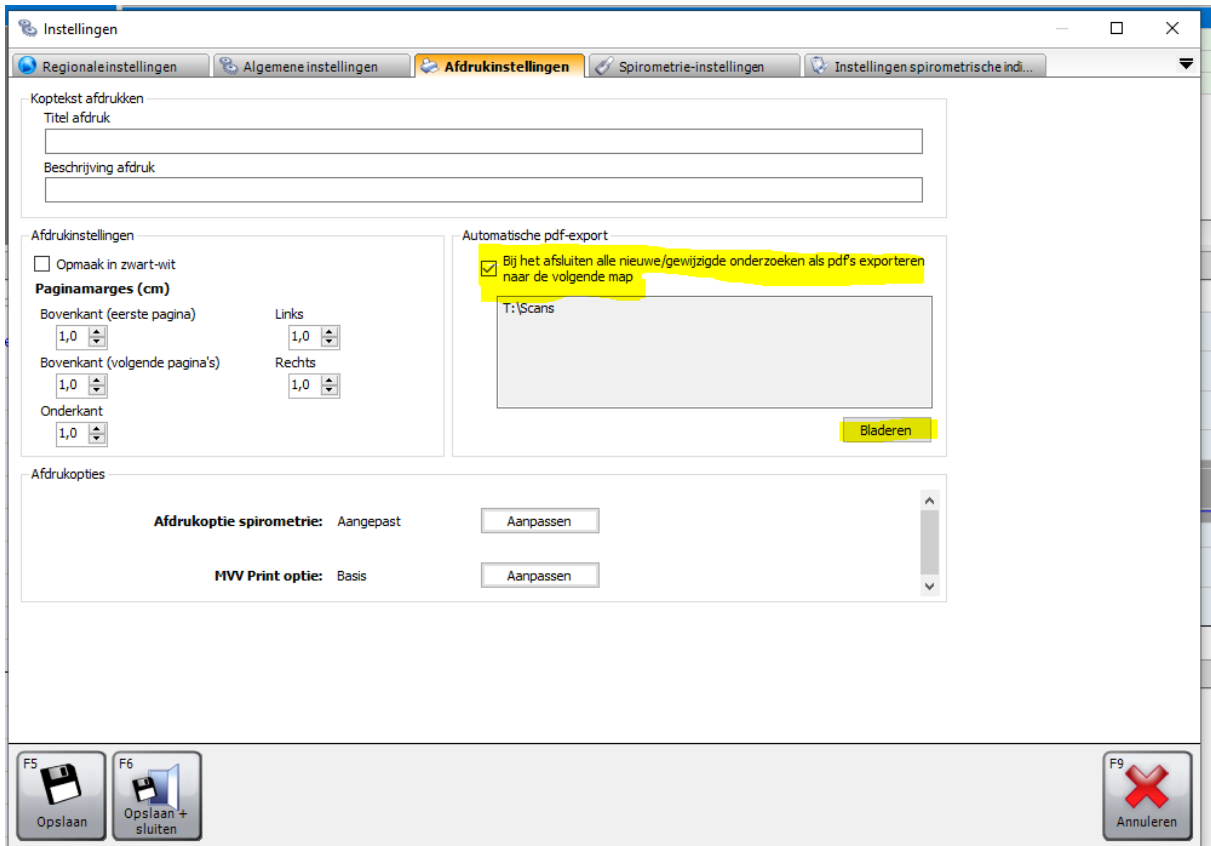 Instellingen
Regionale instellingen
Algemene instellingen
Afdrukinstellingen
Spirometrie-instellingen
Instellingen spirometrische indi...
Koptekst afdrukken
Titel afdruk
Beschrijving afdruk
Afdrukinstellingen
Opmaak in zwart-wit
Paginamarges (cm)
Bovenkant (eerste pagina)
Links
1,0
1,0
Bovenkant (volgende pagina's)
Rechts
1,0
1,0
Onderkant
1,0
Automatische pdf-export
Bij het afsluiten alle nieuwe/gewijzigde onderzoeken als pdf's exporteren
naar de volgende map
T:\Scans
Bladeren
Afdrukopties
Afdrukoptie spirometrie: Aangepast
Aanpassen
MVV Print optie: Basis
Aanpassen
F5
Opslaan
F6
Opslaan +
sluiten
F9
Annuleren